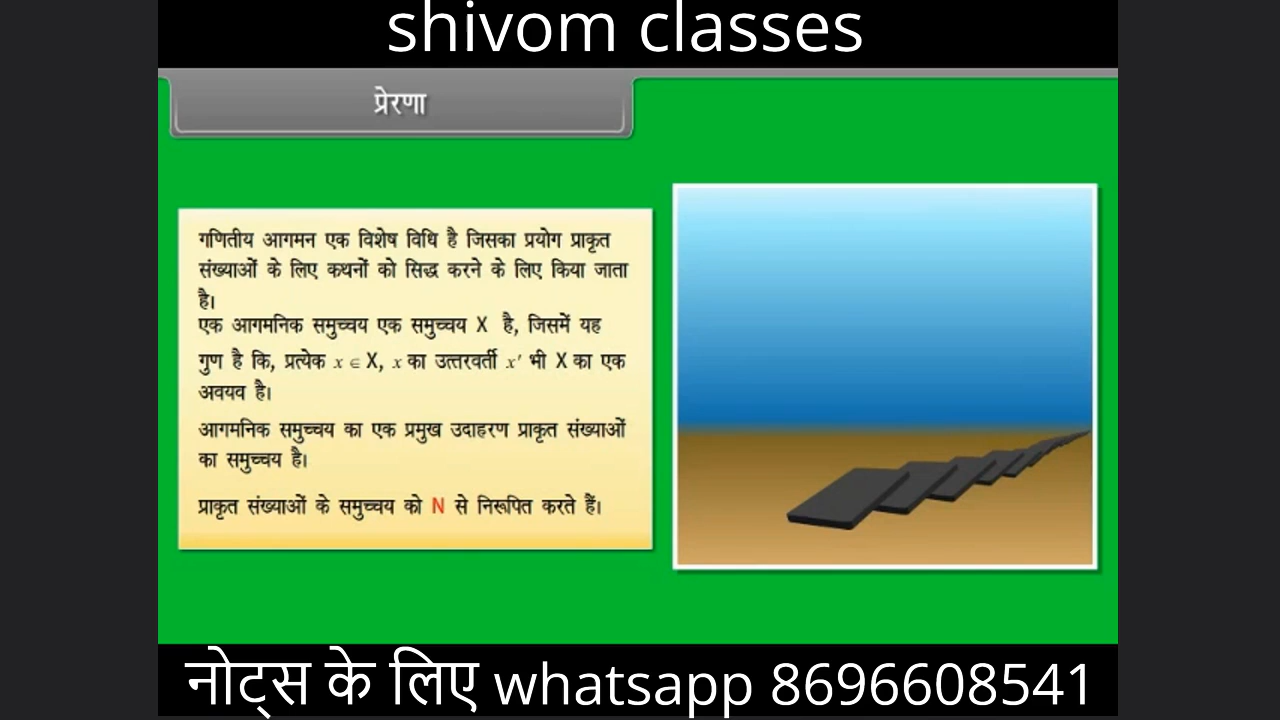 shivom classes
प्रेरणा
गणितीय आगमन एक विशेष विधि है जिसका प्रयोग प्राकृत
संख्याओं के लिए कथनों को सिद्ध करने के लिए किया जाता
है।
एक आगमनिक समुच्चय एक समुच्चय X है, जिसमें यह
गुण है कि, प्रत्येक x ∈ X, x का उत्तरवर्ती x′ भी X का एक
अवयव है।
आगमनिक समुच्चय का एक प्रमुख उदाहरण प्राकृत संख्याओं
का समुच्चय है।
प्राकृत संख्याओं के समुच्चय को N से निरूपित करते हैं।
नोट्स के लिए whatsapp 8696608541